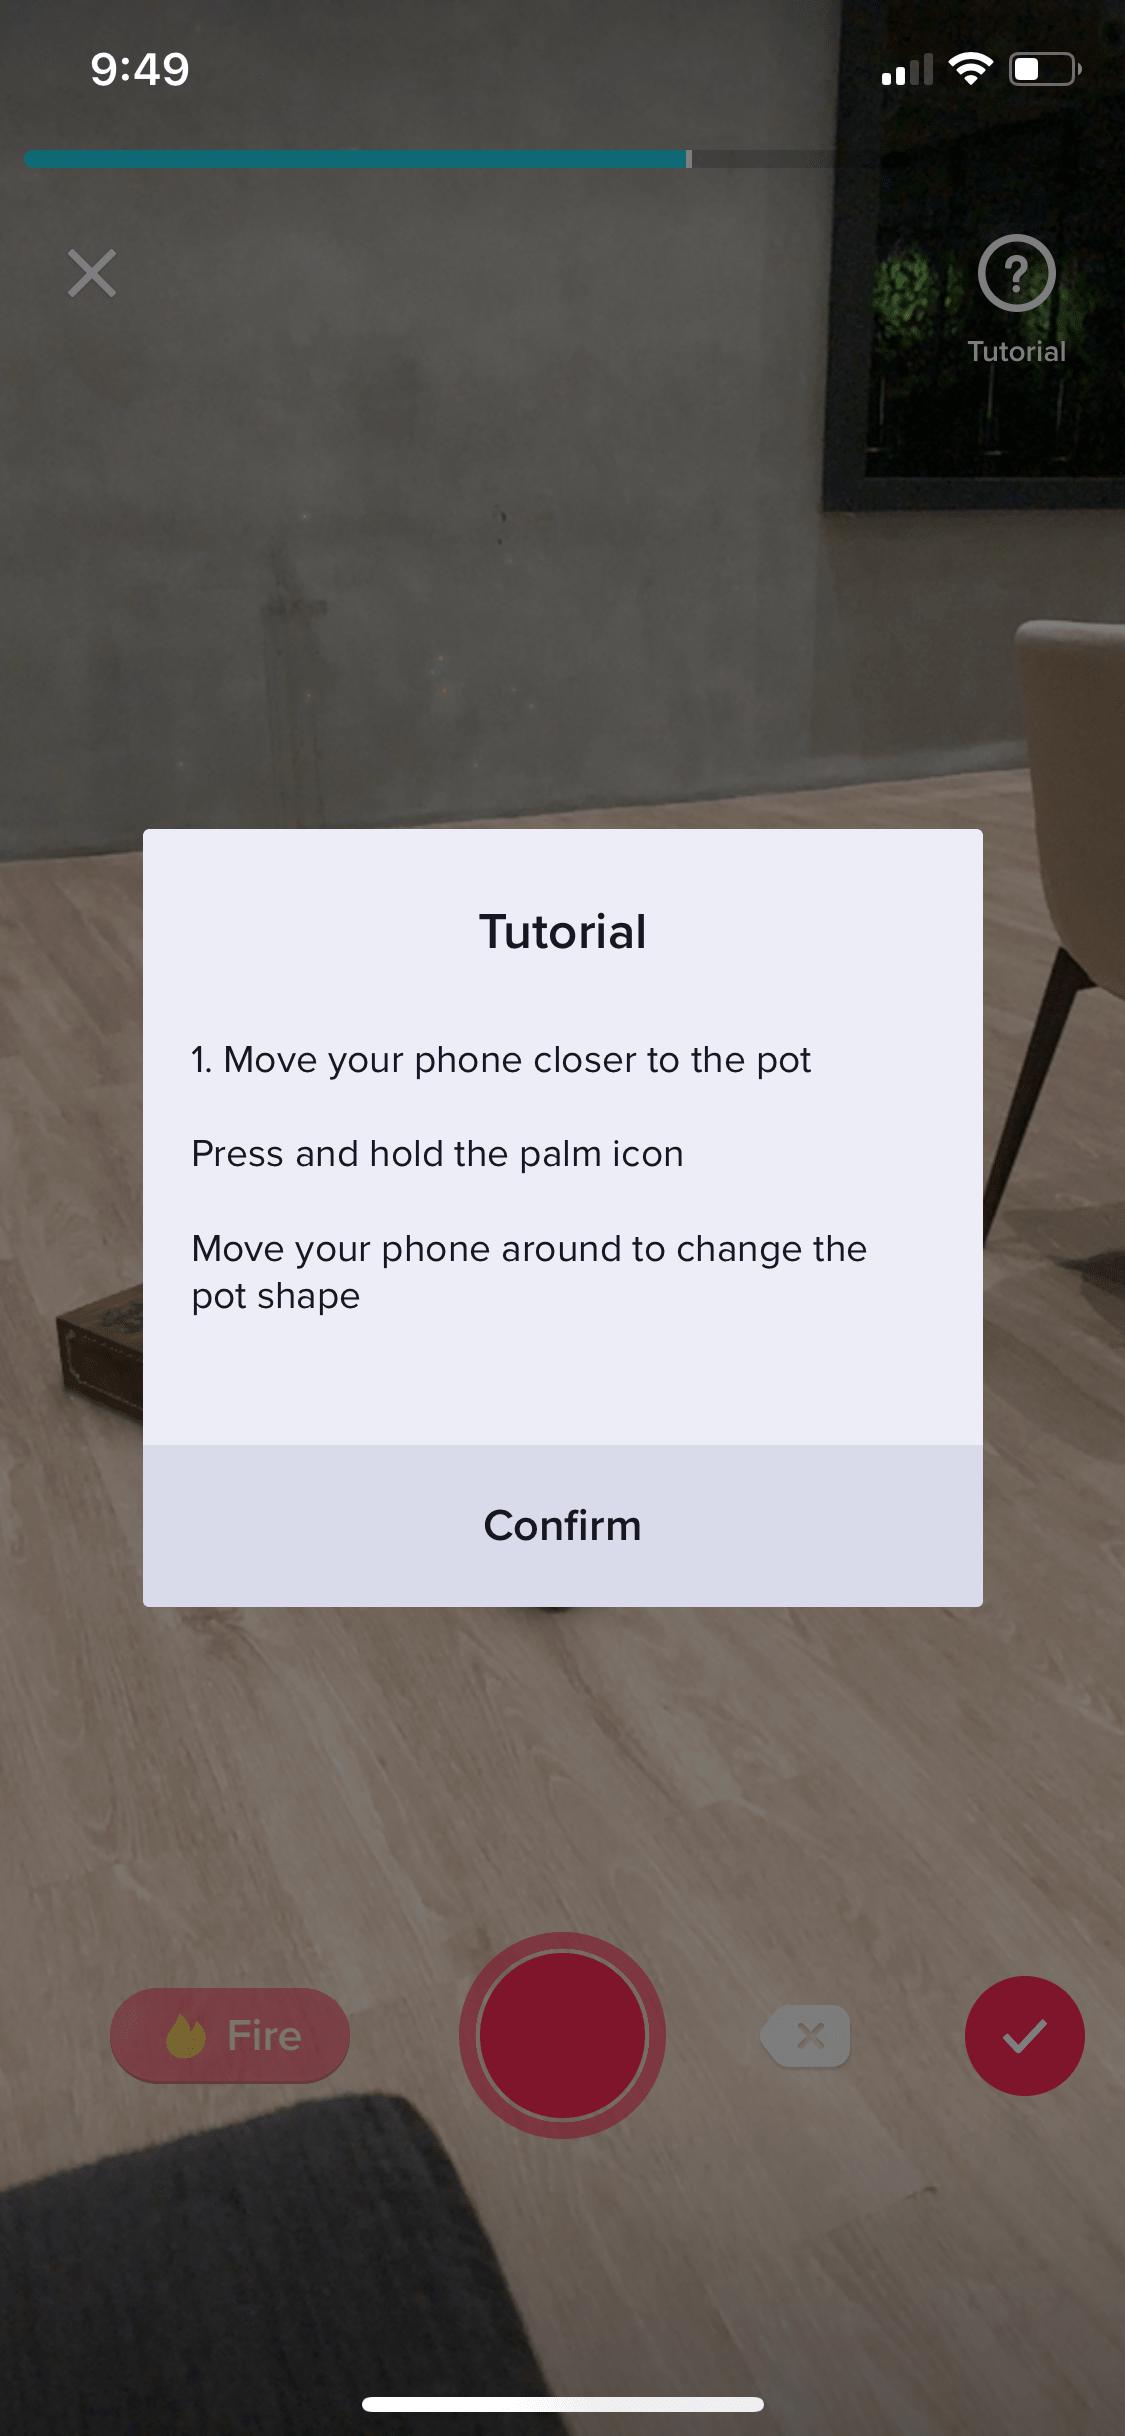 9:49
Tutorial
Tutorial
1. Move your phone closer to the pot
Press and hold the palm icon
Move your phone around to change the
pot shape
Confirm
Fire